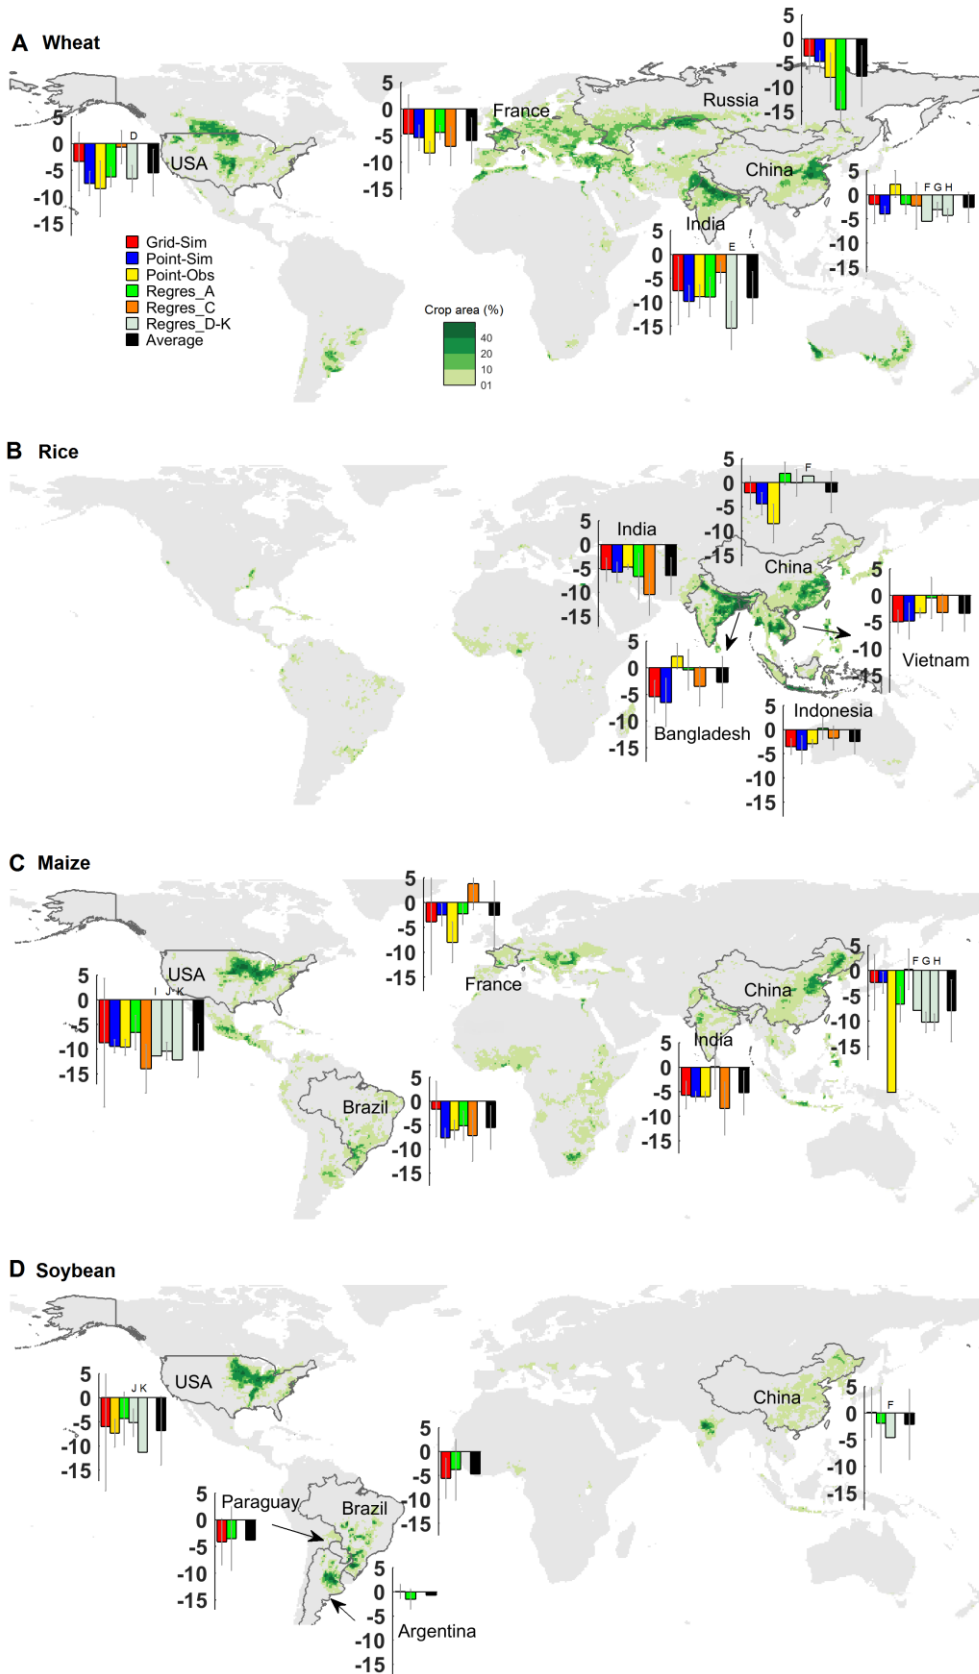 A Wheat
5
0
-5
-10
-15
5
0
-5
-10
-15
D
USA
5
0
-5
-10
-15
France
Russia
China
India
F G H
5
0
-5
-10
-15
E
5
0
-5
-10
-15
Grid-Sim
Point-Sim
Point-Obs
Regres_A
Regres_C
Regres_D-K
Average
Crop area (%)
40
20
10
01
B Rice
5
0
-5
-10
-15
F
India
5
0
-5
-10
-15
China
5
0
-5
-10
-15
Vietnam
5
0
-5
-10
-15
Bangladesh
Indonesia
5
0
-5
-10
-15
C Maize
5
0
-5
-10
-15
France
USA
5
0
-5
-10
-15
I J K
China
5
0
-5
-10
-15
F G H
India
5
0
-5
-10
-15
Brazil
5
0
-5
-10
-15
D Soybean
USA
5
0
-5
-10
-15
J K
China
5
0
-5
-10
-15
F
Brazil
5
0
-5
-10
-15
Paraguay
5
0
-5
-10
-15
Argentina
5
0
-5
-10
-15